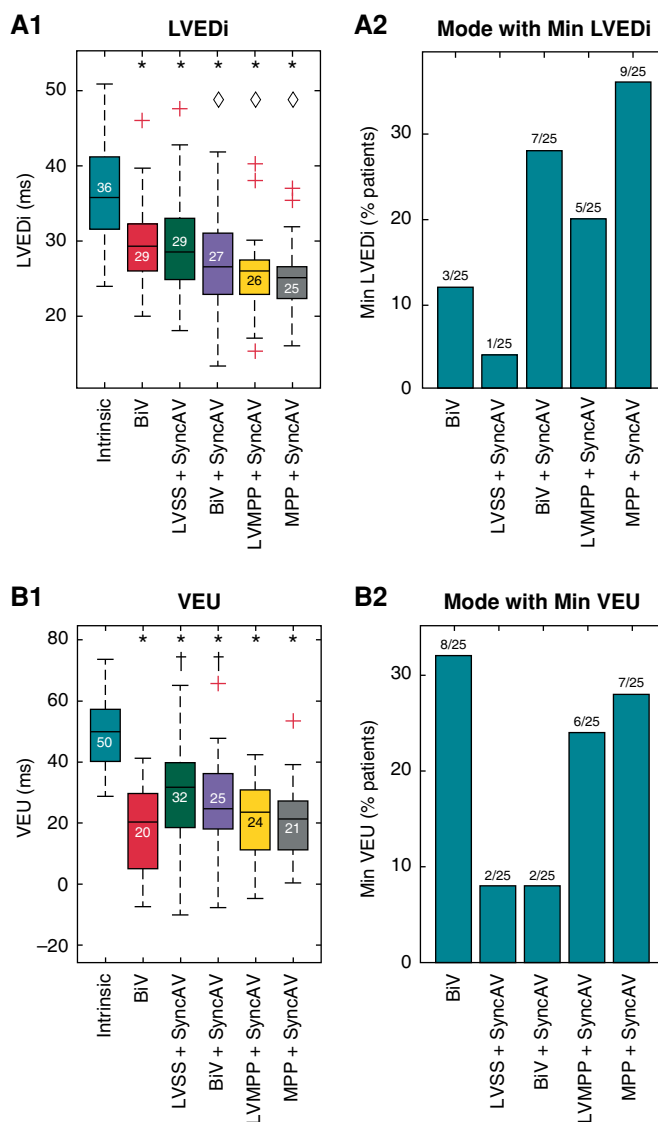 A1
LVEDi
* * * * *
◊ ◊ ◊
50
40
30
20
LVEDi (ms)
36
29
29
27
26
25
Intrinsic
BiV
LVSS + SyncAV
BiV + SyncAV
LVMPP + SyncAV
MPP + SyncAV
A2
Mode with Min LVEDi
30
20
10
0
Min LVEDi (% patients)
3/25
1/25
7/25
5/25
9/25
BiV
LVSS + SyncAV
BiV + SyncAV
LVMPP + SyncAV
MPP + SyncAV
B1
VEU
* * * * *
† †
80
60
40
20
0
–20
VEU (ms)
50
20
32
25
24
21
Intrinsic
BiV
LVSS + SyncAV
BiV + SyncAV
LVMPP + SyncAV
MPP + SyncAV
B2
Mode with Min VEU
30
20
10
0
Min VEU (% patients)
8/25
2/25
2/25
6/25
7/25
BiV
LVSS + SyncAV
BiV + SyncAV
LVMPP + SyncAV
MPP + SyncAV